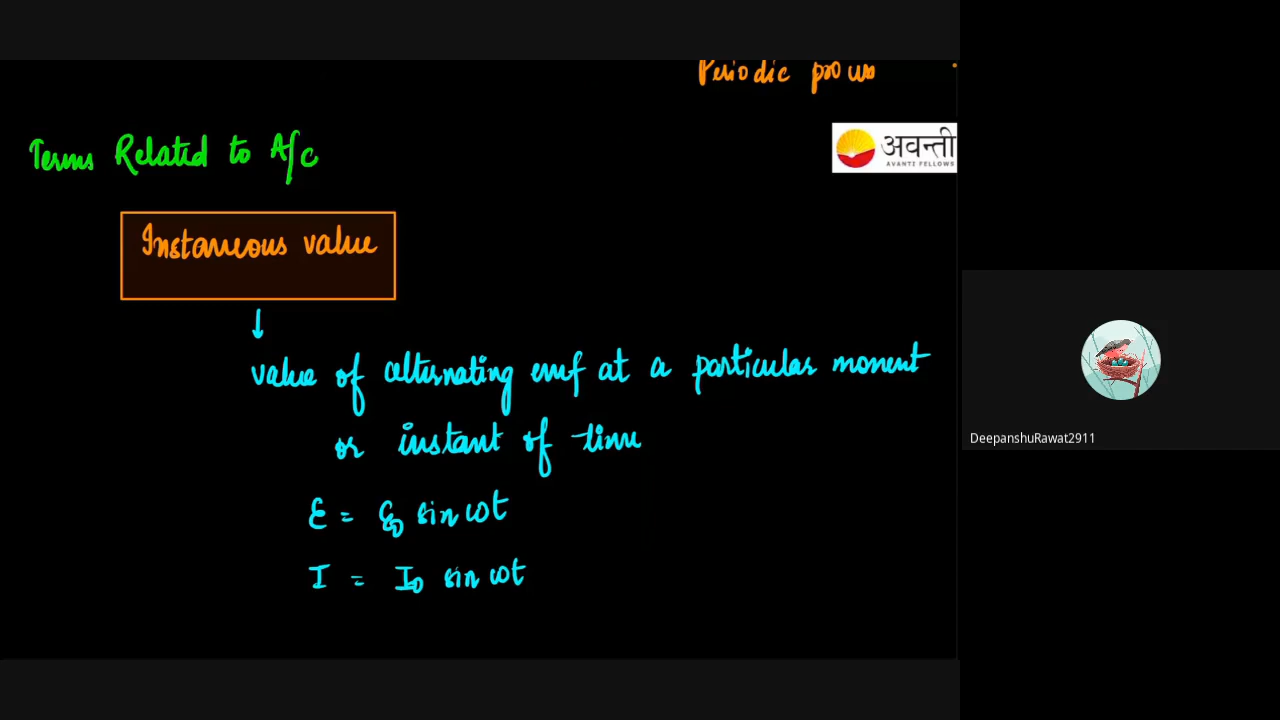 Periodic
Terms Related to A/C
अवन्ती
AVANTI FELLOWS
Instaneous value
value of alternating emf at a particular moment
or instant of time
ε = ε₀ sin ωt
I = I₀ sin ωt
DeepanshuRawat2911